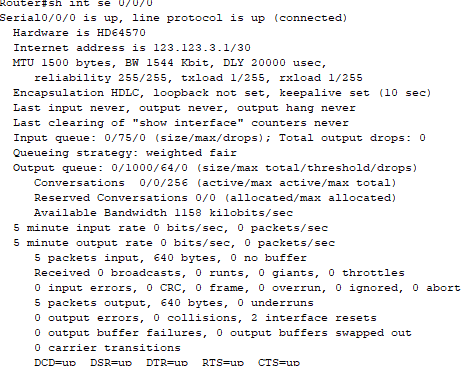 Router#sh int se 0/0/0
Serial0/0/0 is up, line protocol is up (connected)
Hardware is HD64570
Internet address is 123.123.3.1/30
MTU 1500 bytes, BW 1544 Kbit, DLY 20000 usec,
reliability 255/255, txload 1/255, rxload 1/255
Encapsulation HDLC, loopback not set, keepalive set (10 sec)
Last input never, output never, output hang never
Last clearing of "show interface" counters never
Input queue: 0/75/0 (size/max/drops); Total output drops: 0
Queueing strategy: weighted fair
Output queue: 0/1000/64/0 (size/max total/threshold/drops)
Conversations 0/0/256 (active/max active/max total)
Reserved Conversations 0/0 (allocated/max allocated)
Available Bandwidth 1158 kilobits/sec
5 minute input rate 0 bits/sec, 0 packets/sec
5 minute output rate 0 bits/sec, 0 packets/sec
5 packets input, 640 bytes, 0 no buffer
Received 0 broadcasts, 0 runts, 0 giants, 0 throttles
0 input errors, 0 CRC, 0 frame, 0 overrun, 0 ignored, 0 abort
5 packets output, 640 bytes, 0 underruns
0 output errors, 0 collisions, 2 interface resets
0 output buffer failures, 0 output buffers swapped out
0 carrier transitions
DCD=up DSR=up DTR=up RTS=up CTS=up